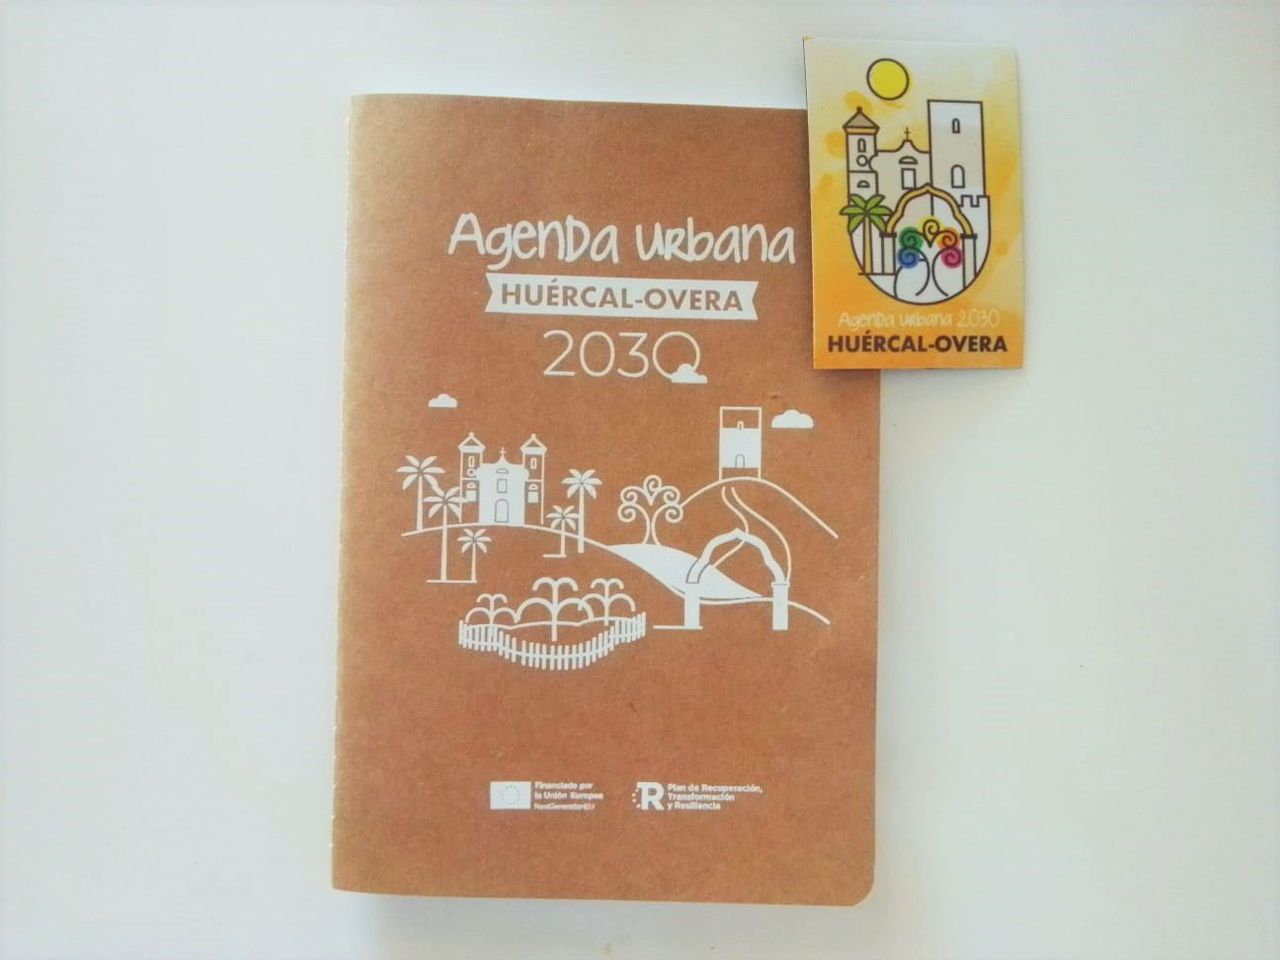 Agenda Urbana
HUÉRCAL-OVERA
2030
Financiado por
la Unión Europea
NextGenerationEU
R
Plan de Recuperación,
Transformación
y Resiliencia
Agenda Urbana 2030
HUÉRCAL-OVERA